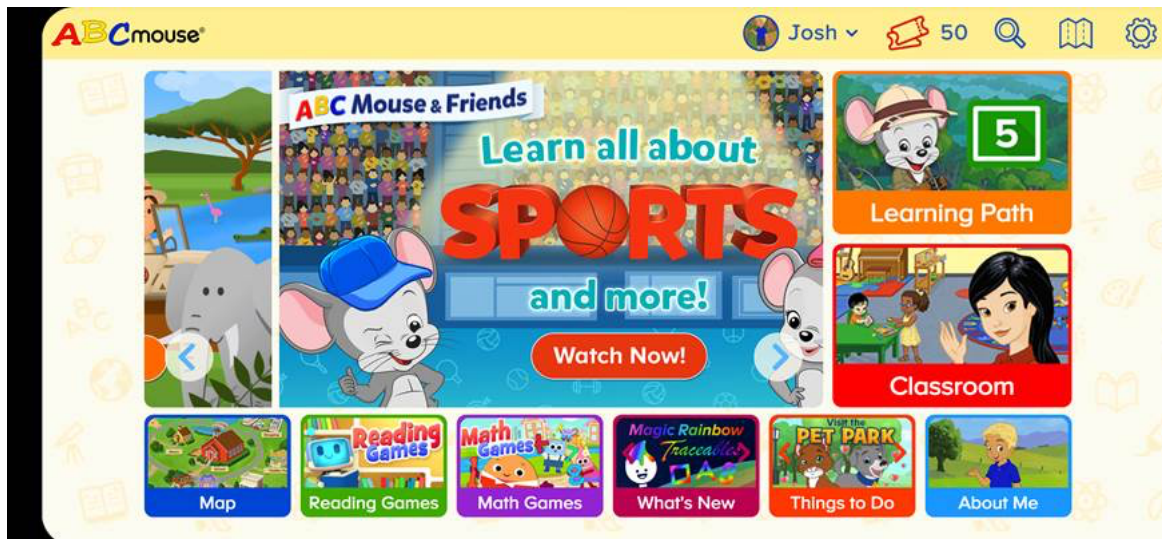 ABCmouse®
Josh
50
ABC Mouse & Friends
Learn all about
SPORTS
and more!
Watch Now!
5
Learning Path
Classroom
Map
Reading Games
Reading Games
Math Games
Math Games
Magic Rainbow
Traceables
What's New
Visit the
PET PARK
Things to Do
About Me